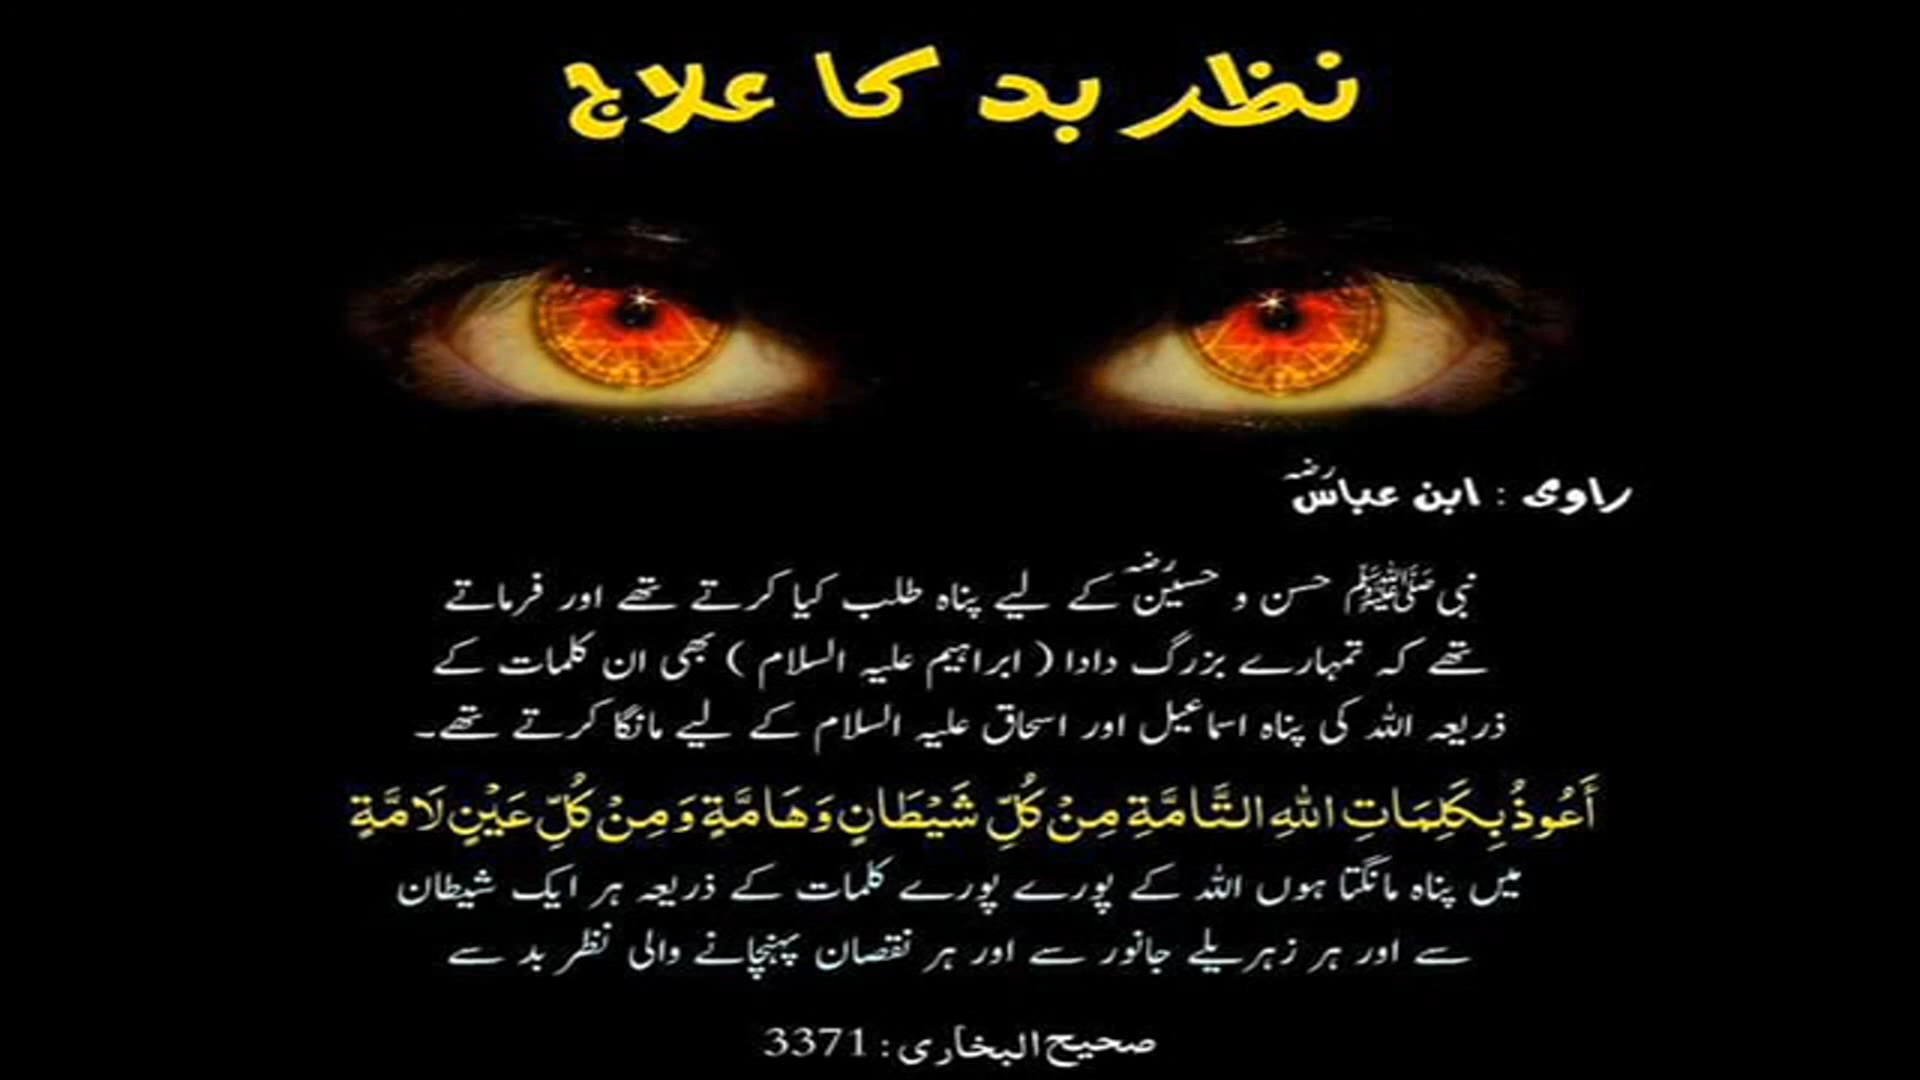 نظر بد کا علاج
راوی : ابن عباسؓ
نبی ﷺ حسن و حسینؓ کے لیے پناہ طلب کیا کرتے تھے اور فرماتے
تھے کہ تمہارے بزرگ دادا ( ابراہیم علیہ السلام ) بھی ان کلمات کے
ذریعہ اللہ کی پناہ اسماعیل اور اسحاق علیہ السلام کے لیے مانگا کرتے تھے۔
أَعُوذُ بِكَلِمَاتِ اللهِ التَّامَّةِ مِنْ كُلِّ شَيْطَانٍ وَهَامَّةٍ وَمِنْ كُلِّ عَيْنٍ لَامَّةٍ
میں پناہ مانگتا ہوں اللہ کے پورے پورے کلمات کے ذریعہ ہر ایک شیطان
سے اور ہر زہریلے جانور سے اور ہر نقصان پہنچانے والی نظر بد سے
صحیح البخاری : 3371